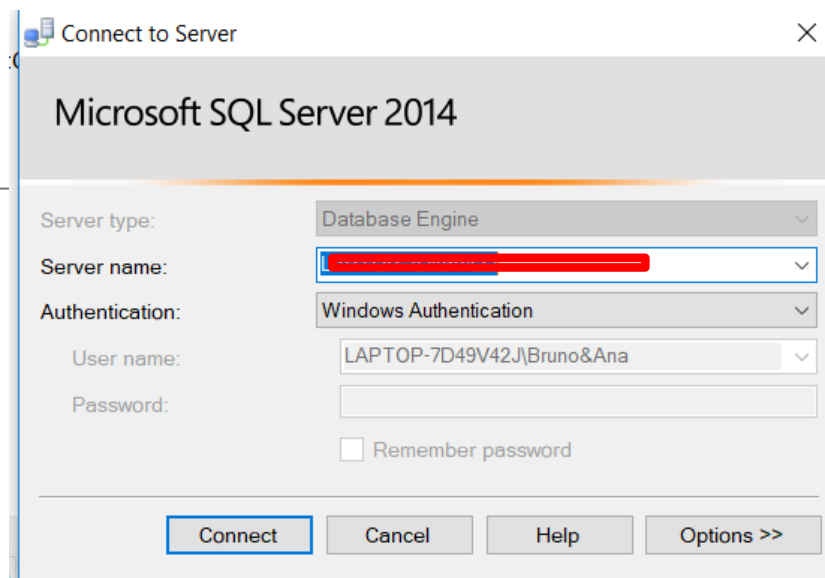 Connect to Server
Microsoft SQL Server 2014
Server type: Database Engine
Server name:
Authentication: Windows Authentication
User name: LAPTOP-7D49V42J\Bruno&Ana
Password:
Remember password
Connect Cancel Help Options >>